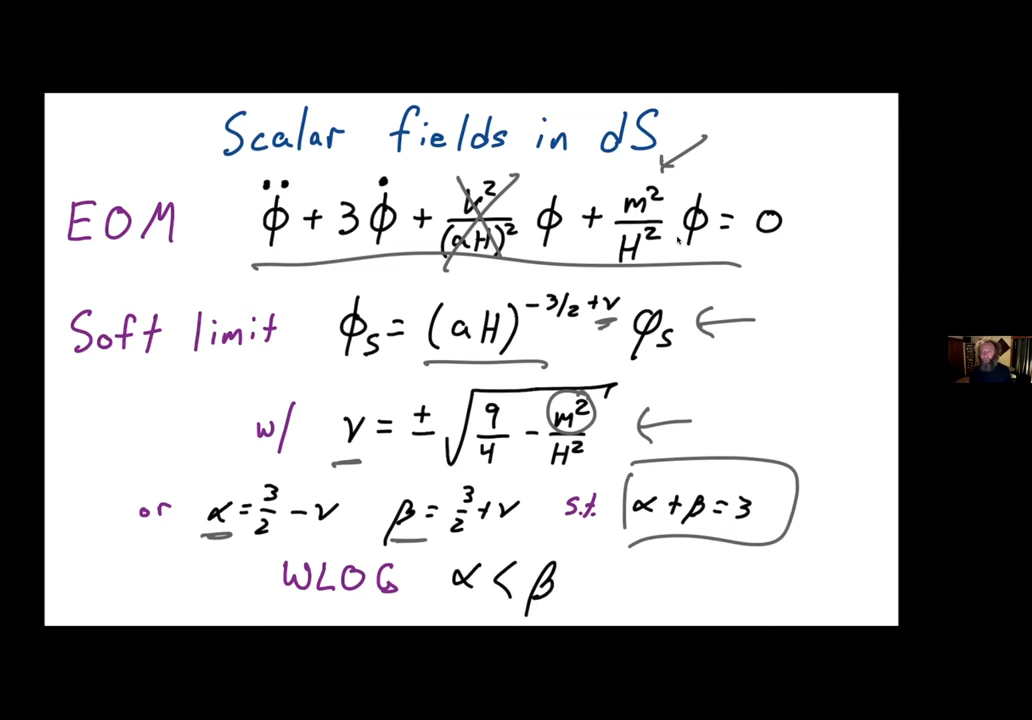 Scalar fields in dS
EOM φ̈ + 3φ̇ + k²/(aH)² φ + m²/H² φ = 0
Soft limit ϕₛ = (aH)^(-3/2+ν) φₛ
w/ ν = ± √(9/4 - m²/H²)
or α = 3/2 - ν β = 3/2 + ν s.t. α + β = 3
WLOG α < β